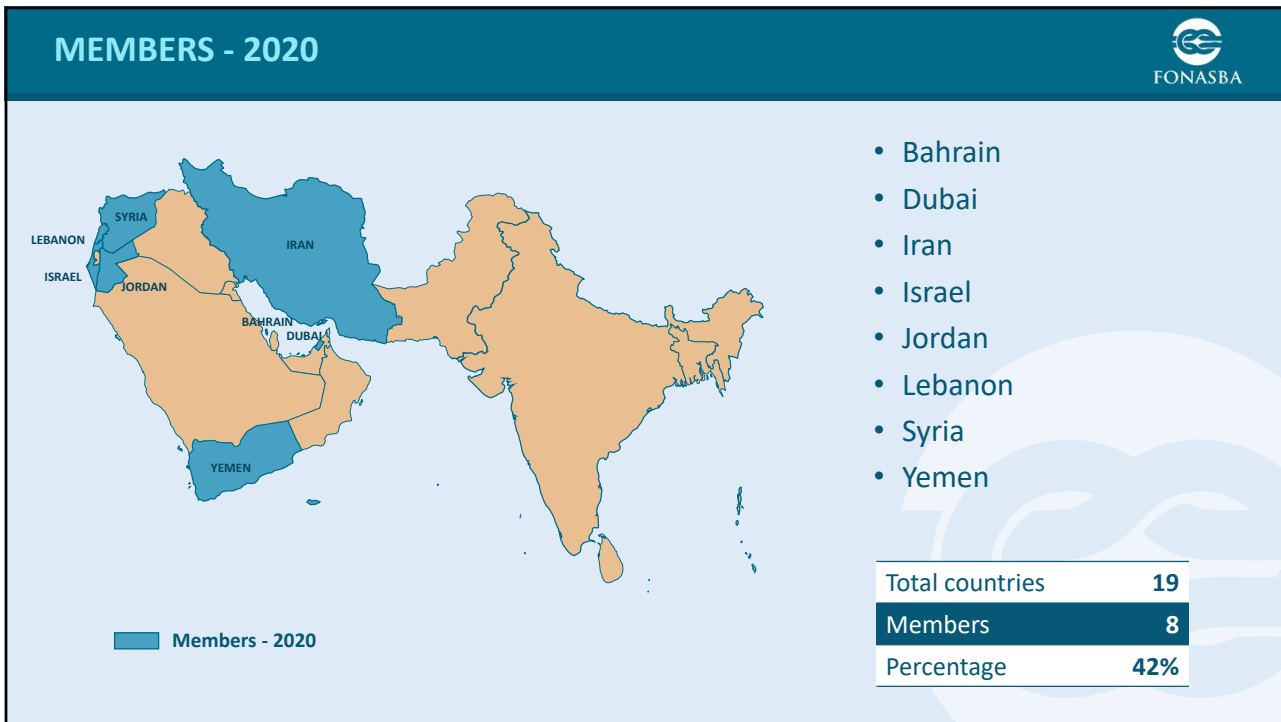 MEMBERS - 2020
FONASBA
SYRIA
LEBANON
IRAN
ISRAEL
JORDAN
BAHRAIN
DUBAI
YEMEN
Members - 2020
• Bahrain
• Dubai
• Iran
• Israel
• Jordan
• Lebanon
• Syria
• Yemen
Total countries 19
Members 8
Percentage 42%